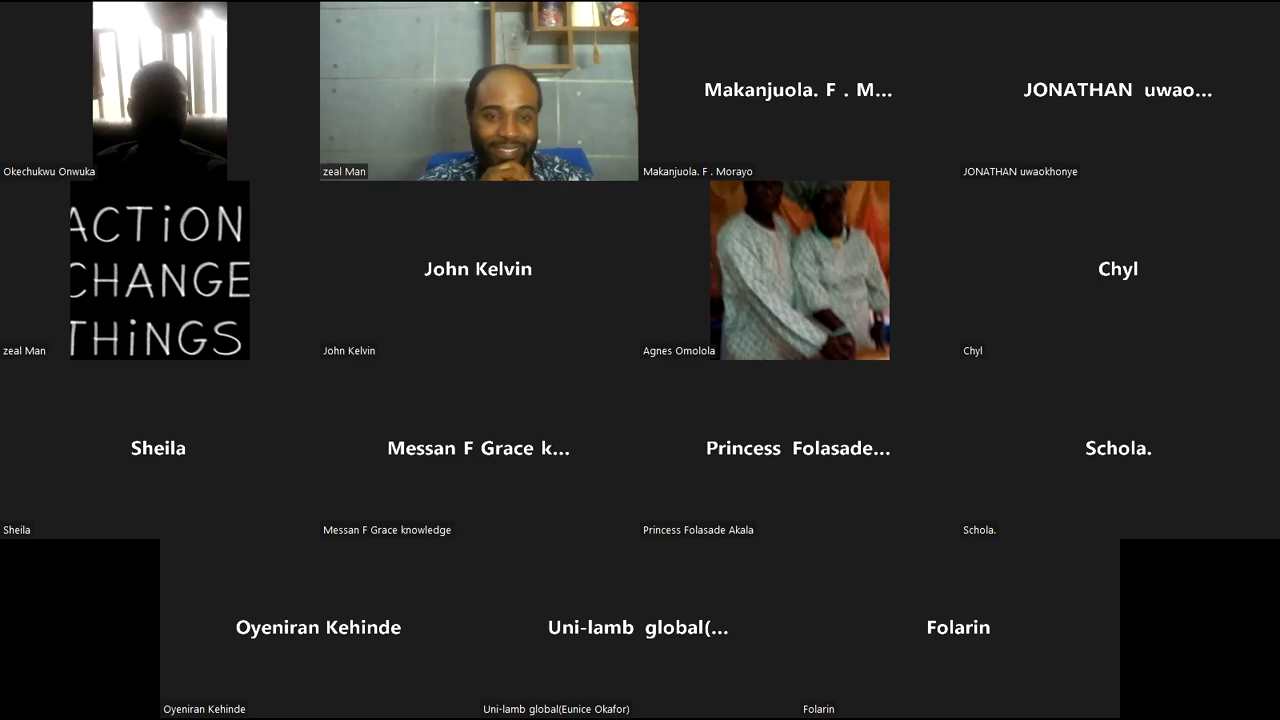 Makanjuola. F . M...
JONATHAN uwao...
Okechukwu Onwuka
zeal Man
Makanjuola. F . Morayo
JONATHAN uwaokhonye
ACTiON
CHANGE
THiNGS
John Kelvin
Chyl
zeal Man
John Kelvin
Agnes Omolola
Chyl
Sheila
Messan F Grace k...
Princess Folasade...
Schola.
Sheila
Messan F Grace knowledge
Princess Folasade Akala
Schola.
Oyeniran Kehinde
Uni-lamb global(...
Folarin
Oyeniran Kehinde
Uni-lamb global(Eunice Okafor)
Folarin